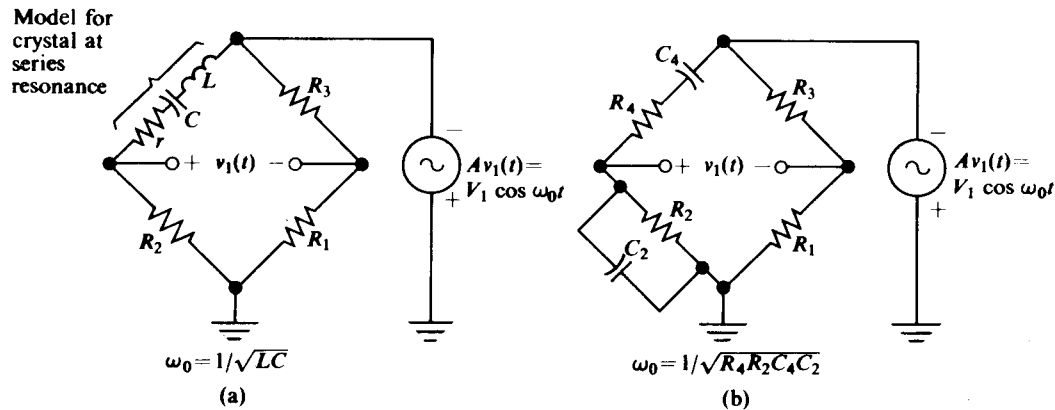 Model for
crystal at
series
resonance
L
C
r
R₃
+ v₁(t) −
−
Av₁(t)=
V₁ cos ω₀t
+
R₂
R₁
ω₀=1/√LC
(a)
C₄
R₄
R₃
+ v₁(t) −
−
Av₁(t)=
V₁ cos ω₀t
+
R₂
C₂
R₁
ω₀=1/√R₄R₂C₄C₂
(b)